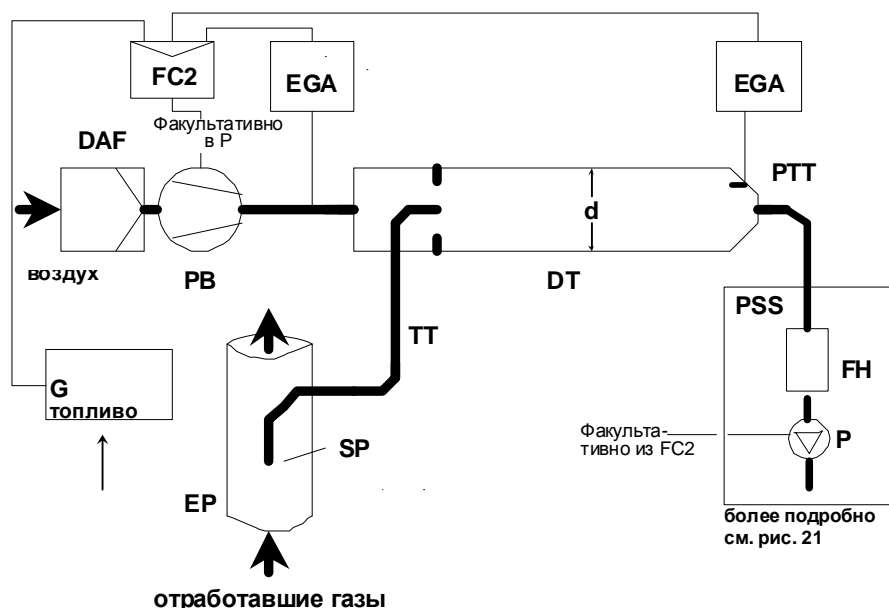 FC2
EGA
EGA
Факультативно
в P
DAF
PTT
d
воздух
PB
DT
PSS
TT
FH
G
топливо
SP
Факульта-
тивно из FC2
P
EP
более подробно
см. рис. 21
отработавшие газы